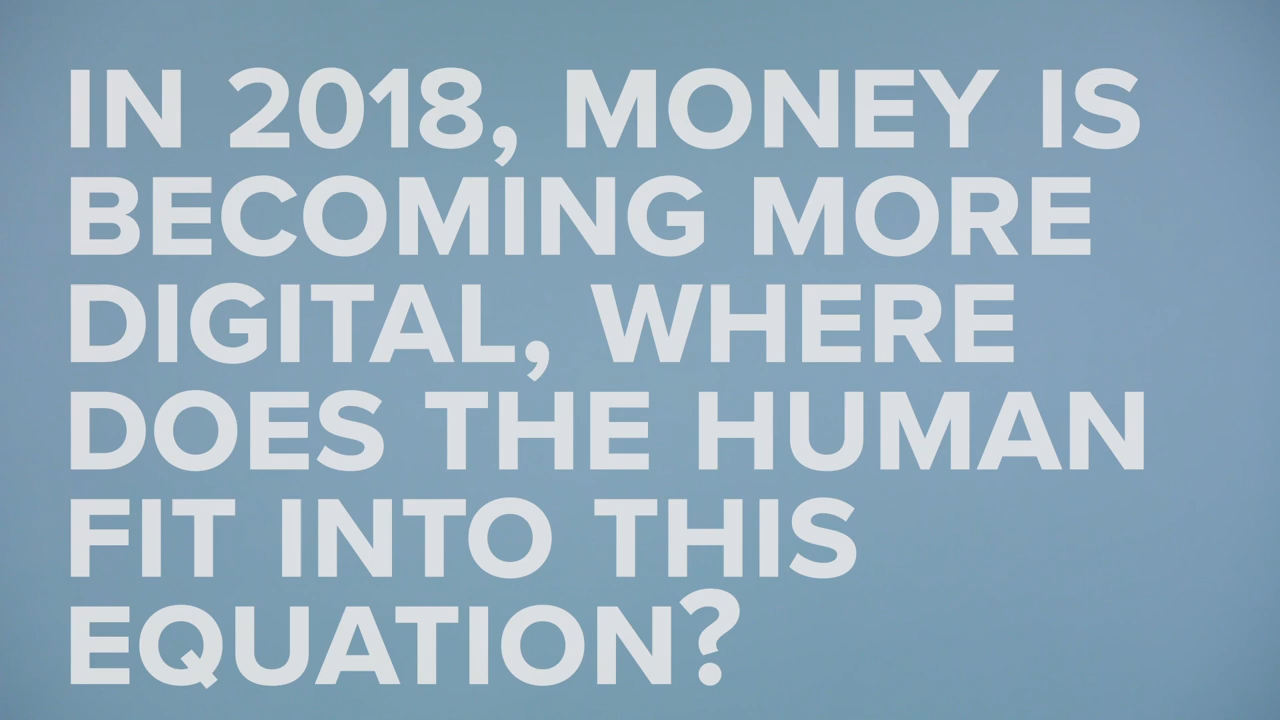 IN 2018, MONEY IS
BECOMING MORE
DIGITAL, WHERE
DOES THE HUMAN
FIT INTO THIS
EQUATION?